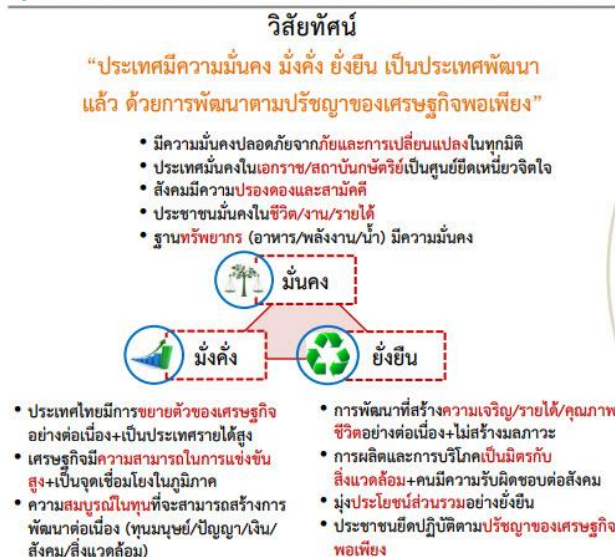 วิสัยทัศน์
“ประเทศมีความมั่นคง มั่งคั่ง ยั่งยืน เป็นประเทศพัฒนา
แล้ว ด้วยการพัฒนาตามปรัชญาของเศรษฐกิจพอเพียง”
• มีความมั่นคงปลอดภัยจากภัยและการเปลี่ยนแปลงในทุกมิติ
• ประเทศมั่นคงในเอกราช/สถาบันกษัตริย์เป็นศูนย์ยึดเหนี่ยวจิตใจ
• สังคมมีความปรองดองและสามัคคี
• ประชาชนมั่นคงในชีวิต/งาน/รายได้
• ฐานทรัพยากร (อาหาร/พลังงาน/น้ำ) มีความมั่นคง
มั่นคง
มั่งคั่ง
ยั่งยืน
• ประเทศไทยมีการขยายตัวของเศรษฐกิจ
อย่างต่อเนื่อง+เป็นประเทศรายได้สูง
• เศรษฐกิจมีความสามารถในการแข่งขัน
สูง+เป็นจุดเชื่อมโยงในภูมิภาค
• ความสมบูรณ์ในทุนที่จะสามารถสร้างการ
พัฒนาต่อเนื่อง (ทุนมนุษย์/ปัญญา/เงิน/
สังคม/สิ่งแวดล้อม)
• การพัฒนาที่สร้างความเจริญ/รายได้/คุณภาพ
ชีวิตอย่างต่อเนื่อง+ไม่สร้างมลภาวะ
• การผลิตและการบริโภคเป็นมิตรกับ
สิ่งแวดล้อม+คนมีความรับผิดชอบต่อสังคม
• มุ่งประโยชน์ส่วนรวมอย่างยั่งยืน
• ประชาชนยึดปฏิบัติตามปรัชญาของเศรษฐกิจ
พอเพียง